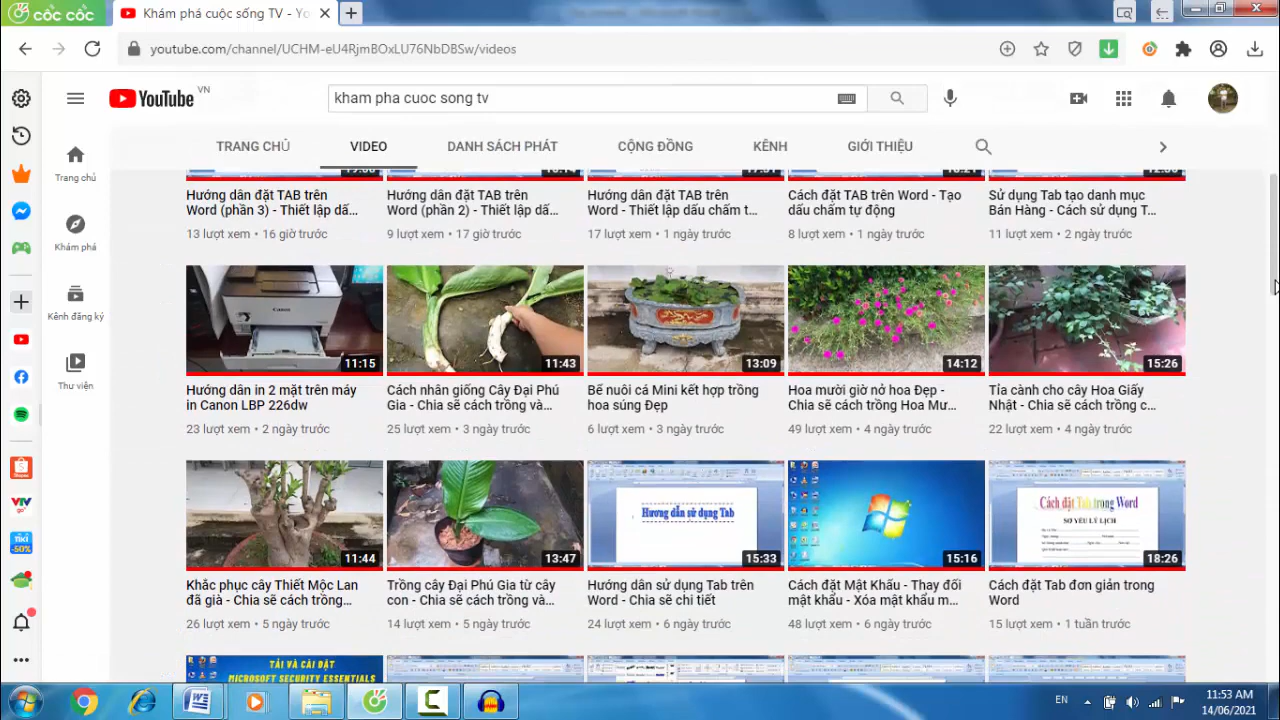 cốc cốc
Khám phá cuộc sống TV - Yo
youtube.com/channel/UCHM-eU4RjmBOxLU76NbDBSw/videos
YouTube VN
kham pha cuoc song tv
TRANG CHỦ VIDEO DANH SÁCH PHÁT CỘNG ĐỒNG KÊNH GIỚI THIỆU
Trang chủ
Khám phá
Kênh đăng ký
Thư viện
Hướng dẫn đặt TAB trên
Word (phần 3) - Thiết lập dấ...
13 lượt xem • 16 giờ trước
Hướng dẫn đặt TAB trên
Word (phần 2) - Thiết lập dấ...
9 lượt xem • 17 giờ trước
Hướng dẫn đặt TAB trên
Word - Thiết lập dấu chấm t...
17 lượt xem • 1 ngày trước
Cách đặt TAB trên Word - Tạo
dấu chấm tự động
8 lượt xem • 1 ngày trước
Sử dụng Tab tạo danh mục
Bán Hàng - Cách sử dụng T...
11 lượt xem • 2 ngày trước
Canon
11:15
Hướng dẫn in 2 mặt trên máy
in Canon LBP 226dw
23 lượt xem • 2 ngày trước
11:43
Cách nhân giống Cây Đại Phú
Gia - Chia sẽ cách trồng và...
25 lượt xem • 3 ngày trước
13:09
Bể nuôi cá Mini kết hợp trồng
hoa súng Đẹp
6 lượt xem • 3 ngày trước
14:12
Hoa mười giờ nở hoa Đẹp -
Chia sẽ cách trồng Hoa Mư...
49 lượt xem • 4 ngày trước
15:26
Tỉa cành cho cây Hoa Giấy
Nhật - Chia sẽ cách trồng c...
22 lượt xem • 4 ngày trước
11:44
Khắc phục cây Thiết Mộc Lan
đã già - Chia sẽ cách trồng...
26 lượt xem • 5 ngày trước
13:47
Trồng cây Đại Phú Gia từ cây
con - Chia sẽ cách trồng và...
14 lượt xem • 5 ngày trước
Hướng dẫn sử dụng Tab
15:33
Hướng dẫn sử dụng Tab trên
Word - Chia sẽ chi tiết
24 lượt xem • 6 ngày trước
15:16
Cách đặt Mật Khẩu - Thay đổi
mật khẩu - Xóa mật khẩu m...
48 lượt xem • 6 ngày trước
Cách đặt Tab trong Word
SƠ YẾU LÝ LỊCH
18:26
Cách đặt Tab đơn giản trong
Word
15 lượt xem • 1 tuần trước
TẢI VÀ CÀI ĐẶT
MICROSOFT SECURITY ESSENTIALS
Shopee
VTV
go
TIKI
-50%
EN
11:53 AM
14/06/2021